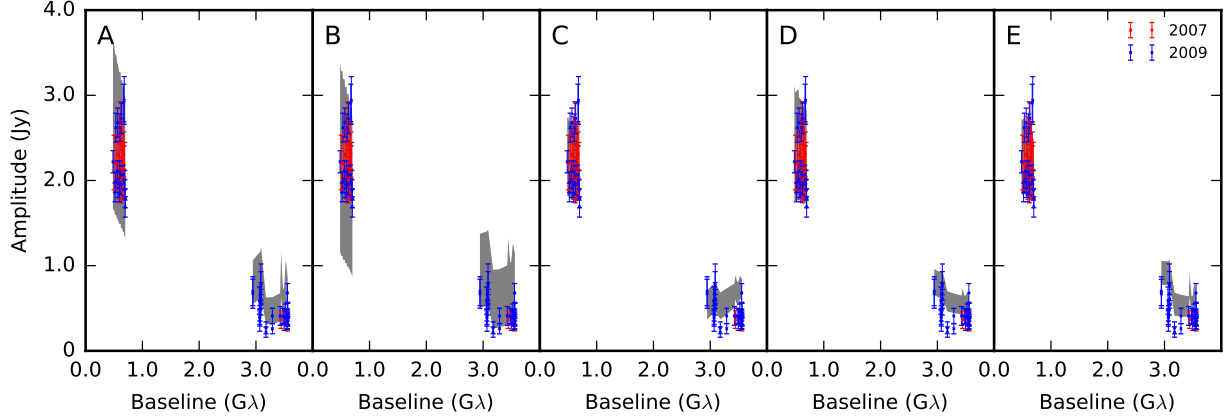 4.0
3.0
2.0
1.0
0
Amplitude (Jy)
A
B
C
D
E
2007
2009
0.0 1.0 2.0 3.0 0.0 1.0 2.0 3.0 0.0 1.0 2.0 3.0 0.0 1.0 2.0 3.0 0.0 1.0 2.0 3.0
Baseline (Gλ) Baseline (Gλ) Baseline (Gλ) Baseline (Gλ) Baseline (Gλ)